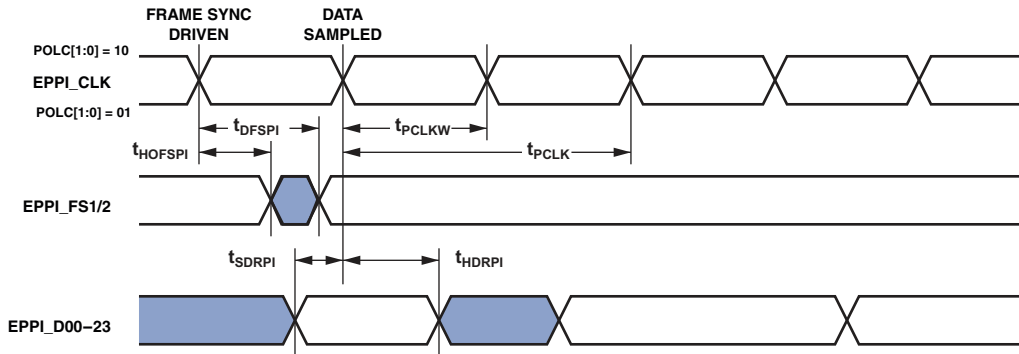 FRAME SYNC
DRIVEN
DATA
SAMPLED
POLC[1:0] = 10
EPPI_CLK
POLC[1:0] = 01
tDFSPI
tPCLKW
tHOFSPI
tPCLK
EPPI_FS1/2
tSDRPI
tHDRPI
EPPI_D00–23